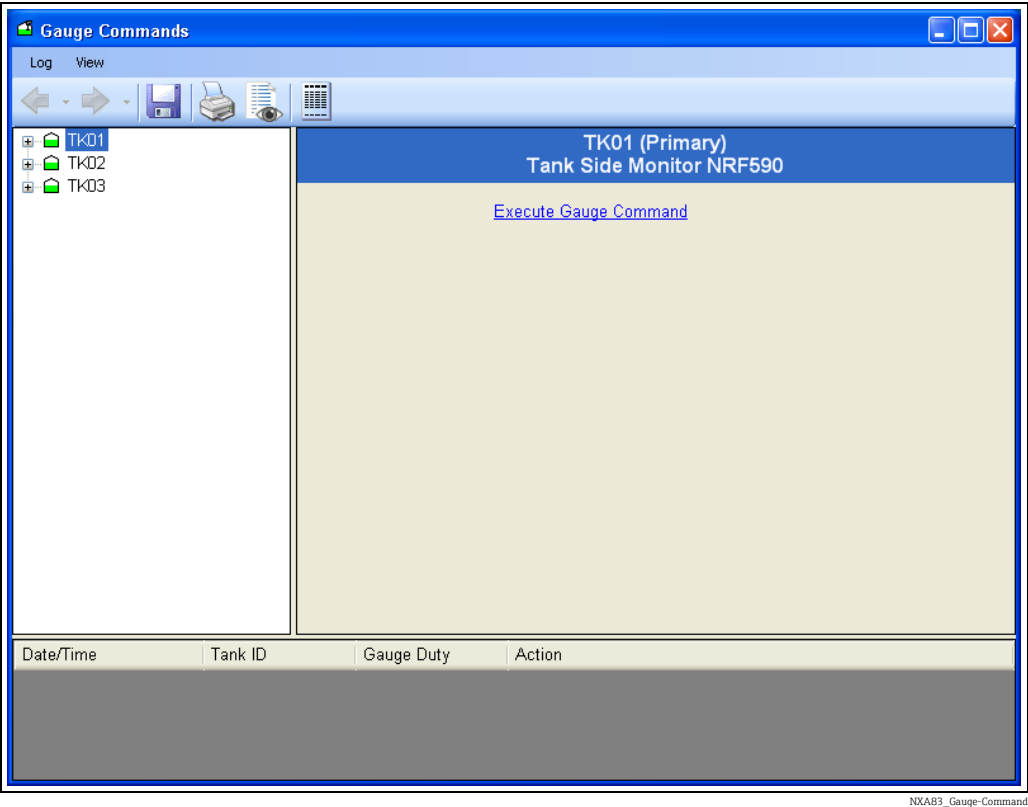 Gauge Commands
Log View
TK01
TK02
TK03
TK01 (Primary)
Tank Side Monitor NRF590
Execute Gauge Command
Date/Time Tank ID Gauge Duty Action
NXA83_Gauge-Command